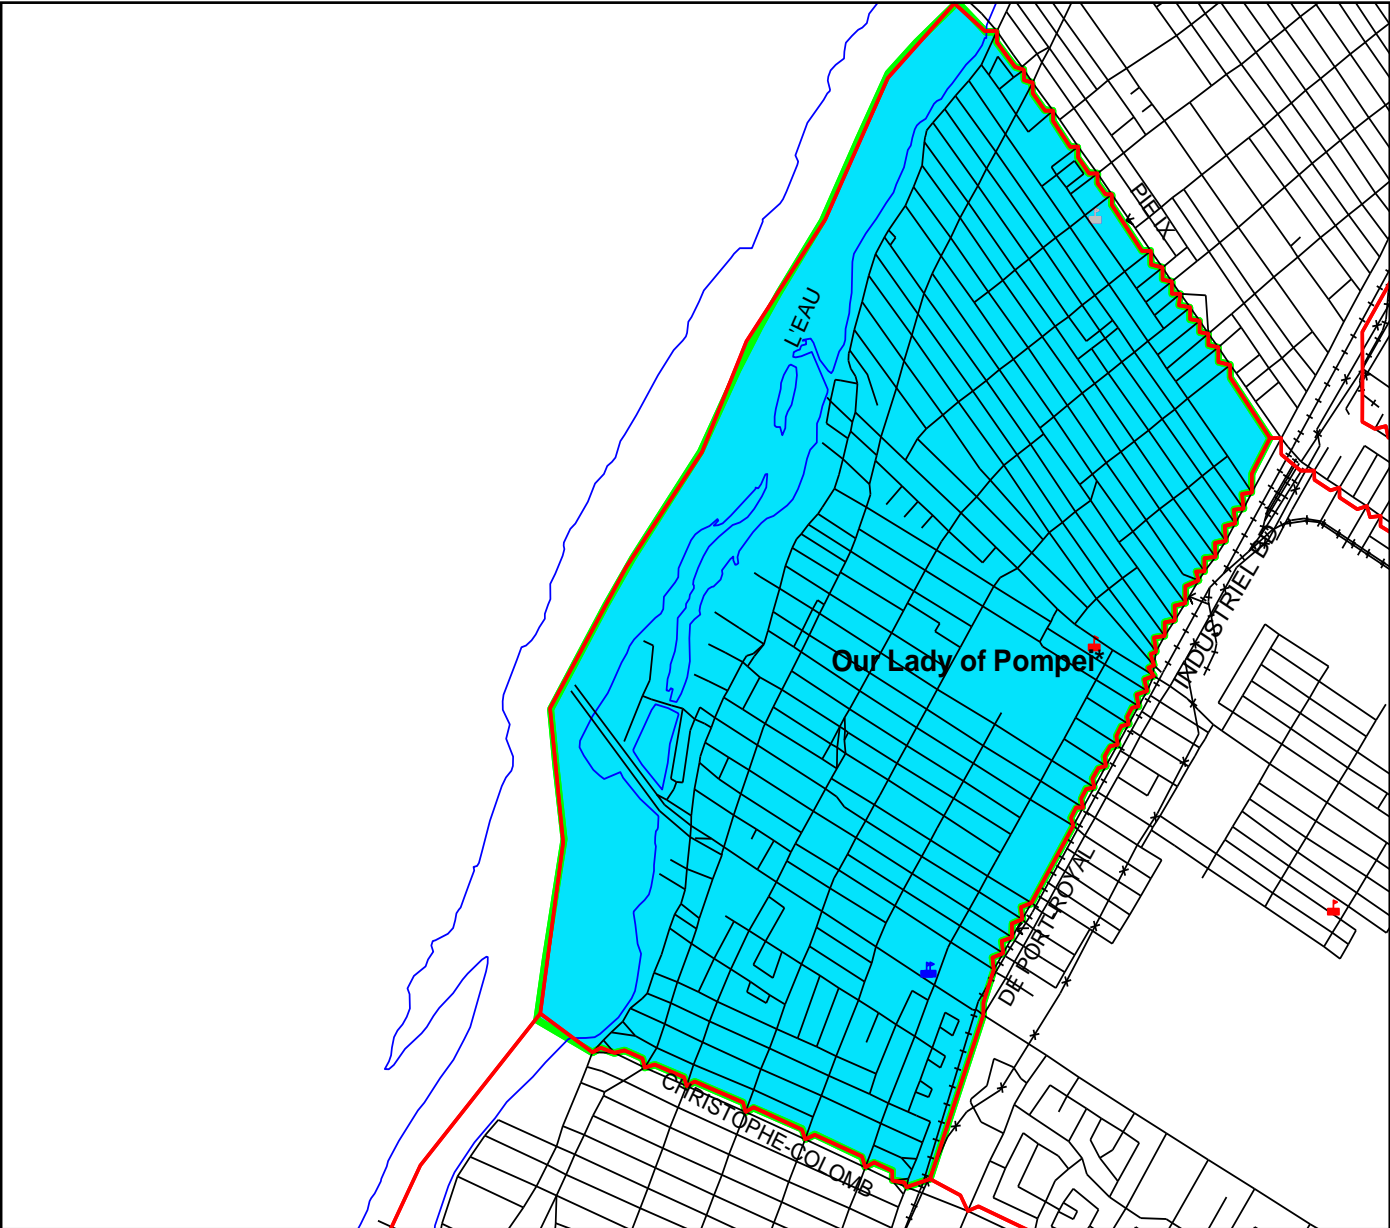 PIE IX
L'EAU
INDUSTRIEL BD
Our Lady of Pompei
DE PORT-ROYAL
CHRISTOPHE-COLOMB